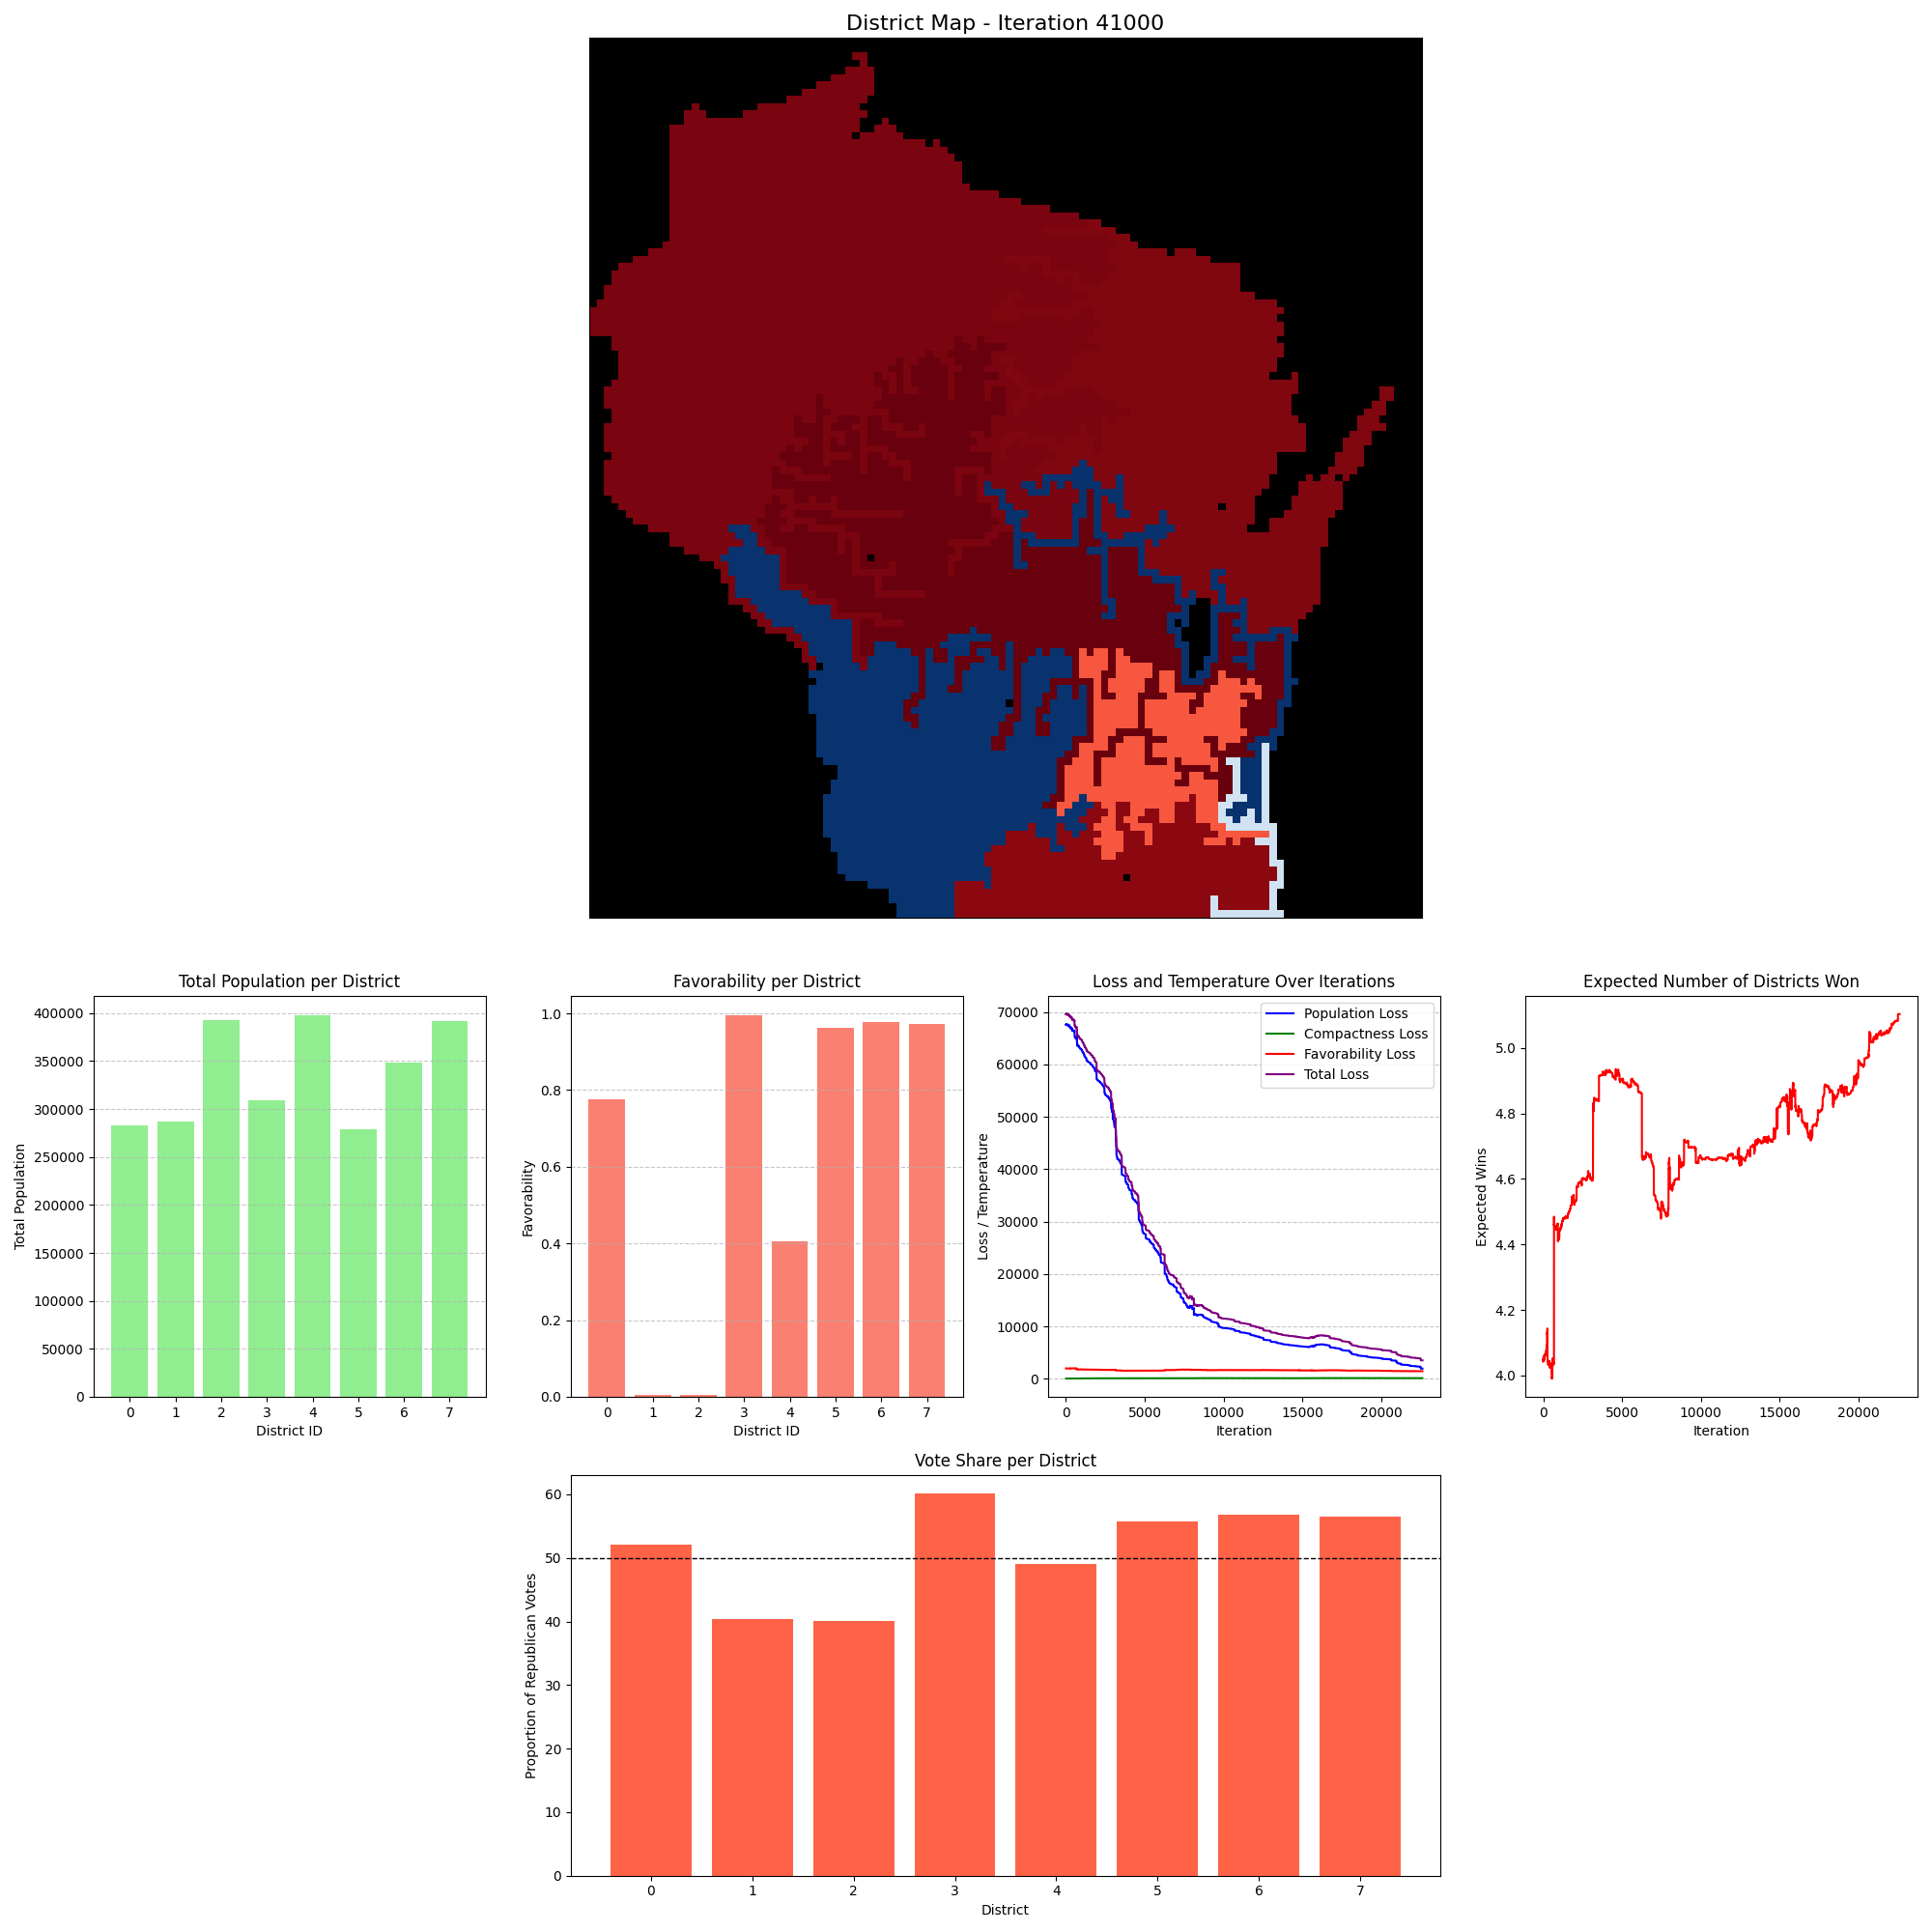 District Map - Iteration 41000
Total Population per District
400000
350000
300000
250000
200000
150000
100000
50000
0
Total Population
0 1 2 3 4 5 6 7
District ID
Favorability per District
1.0
0.8
0.6
0.4
0.2
0.0
Favorability
0 1 2 3 4 5 6 7
District ID
Loss and Temperature Over Iterations
70000
60000
50000
40000
30000
20000
10000
0
Loss / Temperature
Population Loss
Compactness Loss
Favorability Loss
Total Loss
0 5000 10000 15000 20000
Iteration
Expected Number of Districts Won
5.0
4.8
4.6
4.4
4.2
4.0
Expected Wins
0 5000 10000 15000 20000
Iteration
Vote Share per District
60
50
40
30
20
10
0
Proportion of Republican Votes
0 1 2 3 4 5 6 7
District